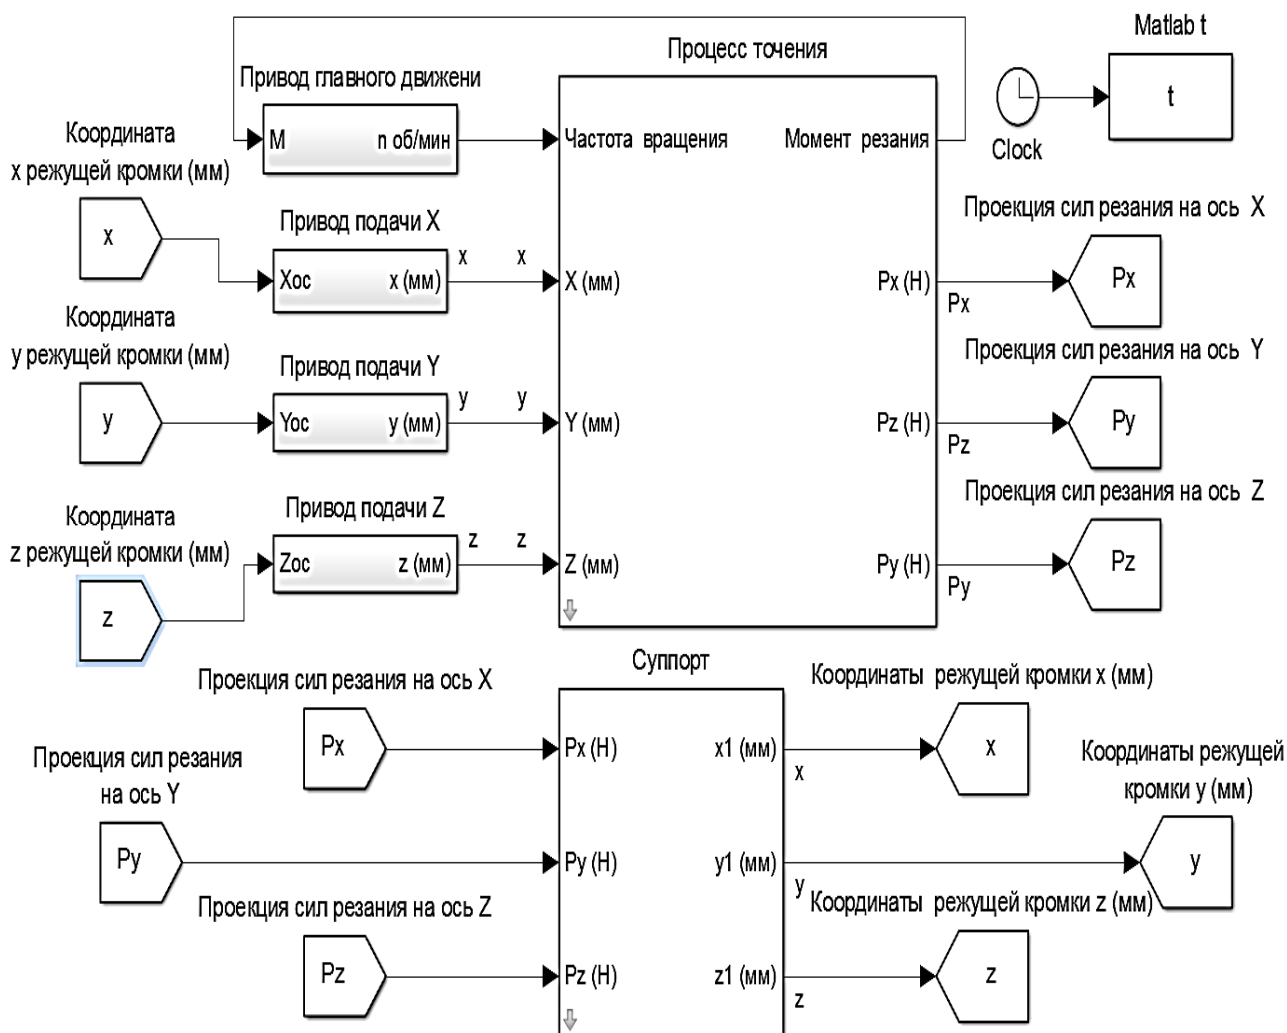 Процесс точения
Matlab t
Привод главного движени
M
n об/мин
Частота вращения
Момент резания
Clock
t
Координата
x режущей кромки (мм)
x
Привод подачи X
Xос
x (мм)
x
x
X (мм)
Px (Н)
Px
Проекция сил резания на ось X
Px
Координата
y режущей кромки (мм)
y
Привод подачи Y
Yос
y (мм)
y
y
Y (мм)
Pz (Н)
Pz
Проекция сил резания на ось Y
Py
Координата
z режущей кромки (мм)
z
Привод подачи Z
Zос
z (мм)
z
z
Z (мм)
Py (Н)
Py
Проекция сил резания на ось Z
Pz
Суппорт
Проекция сил резания на ось X
Px
Px (Н)
x1 (мм)
x
Координаты режущей кромки x (мм)
x
Проекция сил резания
на ось Y
Py
Py (Н)
y1 (мм)
y
Координаты режущей
кромки y (мм)
y
Проекция сил резания на ось Z
Pz
Pz (Н)
z1 (мм)
z
Координаты режущей кромки z (мм)
z